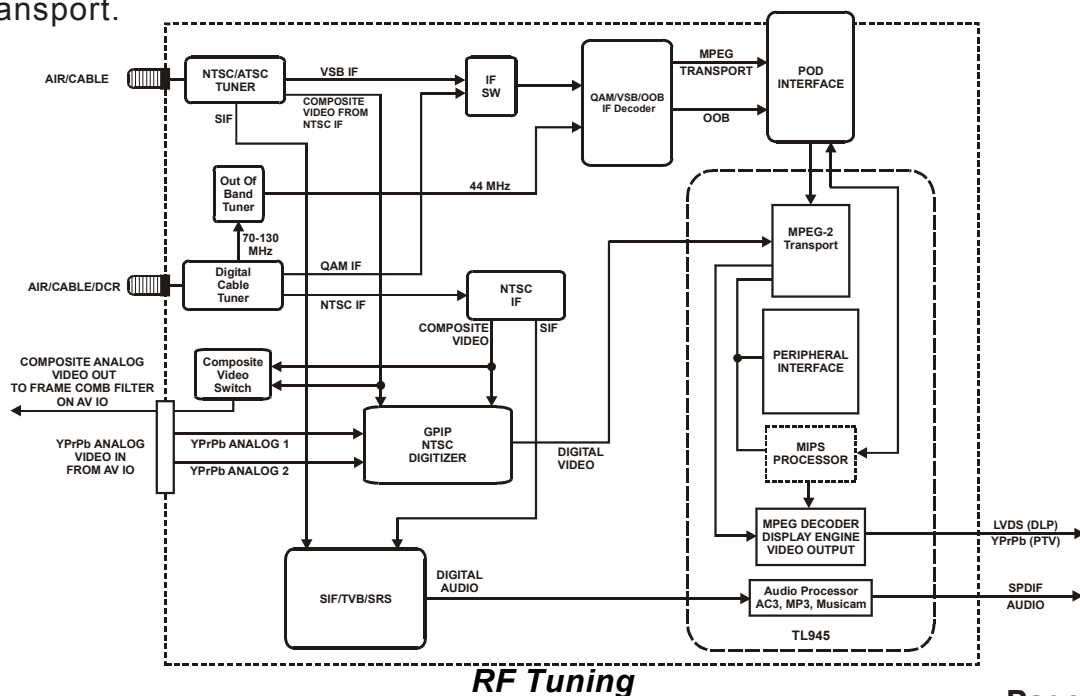 ansport.
AIR/CABLE
NTSC/ATSC
TUNER
VSB IF
COMPOSITE
VIDEO FROM
NTSC IF
SIF
IF
SW
QAM/VSB/OOB
IF Decoder
MPEG
TRANSPORT
OOB
POD
INTERFACE
Out Of
Band
Tuner
44 MHz
70-130
MHz
AIR/CABLE/DCR
Digital
Cable
Tuner
QAM IF
NTSC IF
NTSC
IF
COMPOSITE
VIDEO
SIF
MPEG-2
Transport
PERIPHERAL
INTERFACE
COMPOSITE ANALOG
VIDEO OUT
TO FRAME COMB FILTER
ON AV IO
Composite
Video
Switch
YPrPb ANALOG
VIDEO IN
FROM AV IO
YPrPb ANALOG 1
YPrPb ANALOG 2
GPIP
NTSC
DIGITIZER
DIGITAL
VIDEO
MIPS
PROCESSOR
MPEG DECODER
DISPLAY ENGINE
VIDEO OUTPUT
LVDS (DLP)
YPrPb (PTV)
SIF/TVB/SRS
DIGITAL
AUDIO
Audio Processor
AC3, MP3, Musicam
SPDIF
AUDIO
TL945
RF Tuning